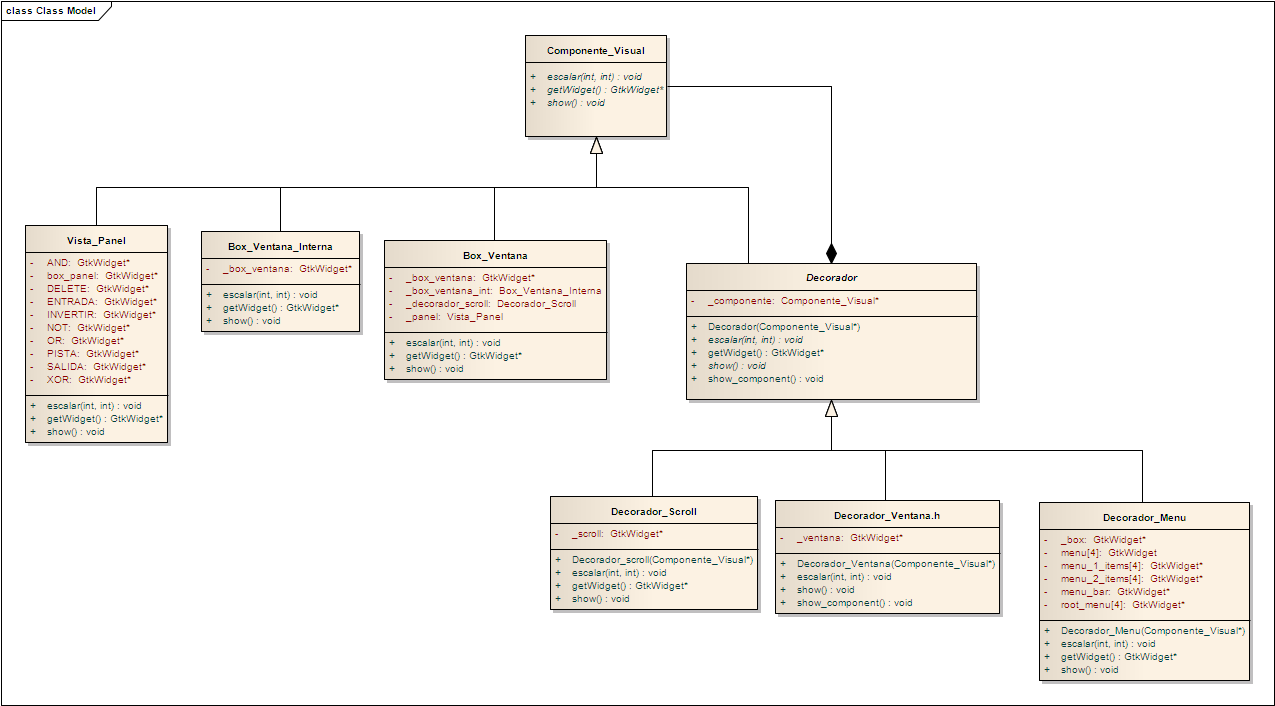 class Class Model
Componente_Visual
+ escalar(int, int) : void
+ getWidget() : GtkWidget*
+ show() : void
Vista_Panel
- AND: GtkWidget*
- box_panel: GtkWidget*
- DELETE: GtkWidget*
- ENTRADA: GtkWidget*
- INVERTIR: GtkWidget*
- NOT: GtkWidget*
- OR: GtkWidget*
- PISTA: GtkWidget*
- SALIDA: GtkWidget*
- XOR: GtkWidget*
+ escalar(int, int) : void
+ getWidget() : GtkWidget*
+ show() : void
Box_Ventana_Interna
- _box_ventana: GtkWidget*
+ escalar(int, int) : void
+ getWidget() : GtkWidget*
+ show() : void
Box_Ventana
- _box_ventana: GtkWidget*
- _box_ventana_int: Box_Ventana_Interna
- _decorador_scroll: Decorador_Scroll
- _panel: Vista_Panel
+ escalar(int, int) : void
+ getWidget() : GtkWidget*
+ show() : void
Decorador
- _componente: Componente_Visual*
+ Decorador(Componente_Visual*)
+ escalar(int, int) : void
+ getWidget() : GtkWidget*
+ show() : void
+ show_component() : void
Decorador_Scroll
- _scroll: GtkWidget*
+ Decorador_scroll(Componente_Visual*)
+ escalar(int, int) : void
+ getWidget() : GtkWidget*
+ show() : void
Decorador_Ventana.h
- _ventana: GtkWidget*
+ Decorador_Ventana(Componente_Visual*)
+ escalar(int, int) : void
+ show() : void
+ show_component() : void
Decorador_Menu
- _box: GtkWidget*
- menu[4]: GtkWidget
- menu_1_items[4]: GtkWidget*
- menu_2_items[4]: GtkWidget*
- menu_bar: GtkWidget*
- root_menu[4]: GtkWidget*
+ Decorador_Menu(Componente_Visual*)
+ escalar(int, int) : void
+ getWidget() : GtkWidget*
+ show() : void